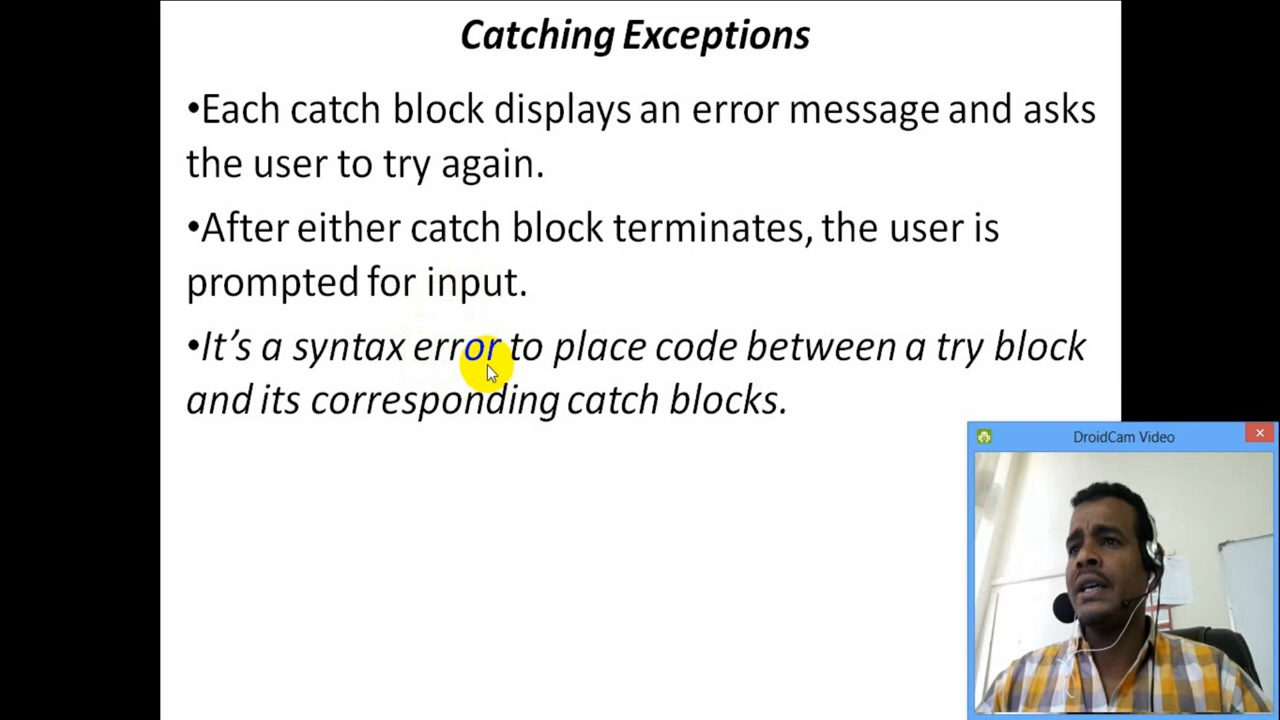 Catching Exceptions
•Each catch block displays an error message and asks
the user to try again.
•After either catch block terminates, the user is
prompted for input.
•It’s a syntax error to place code between a try block
and its corresponding catch blocks.
DroidCam Video